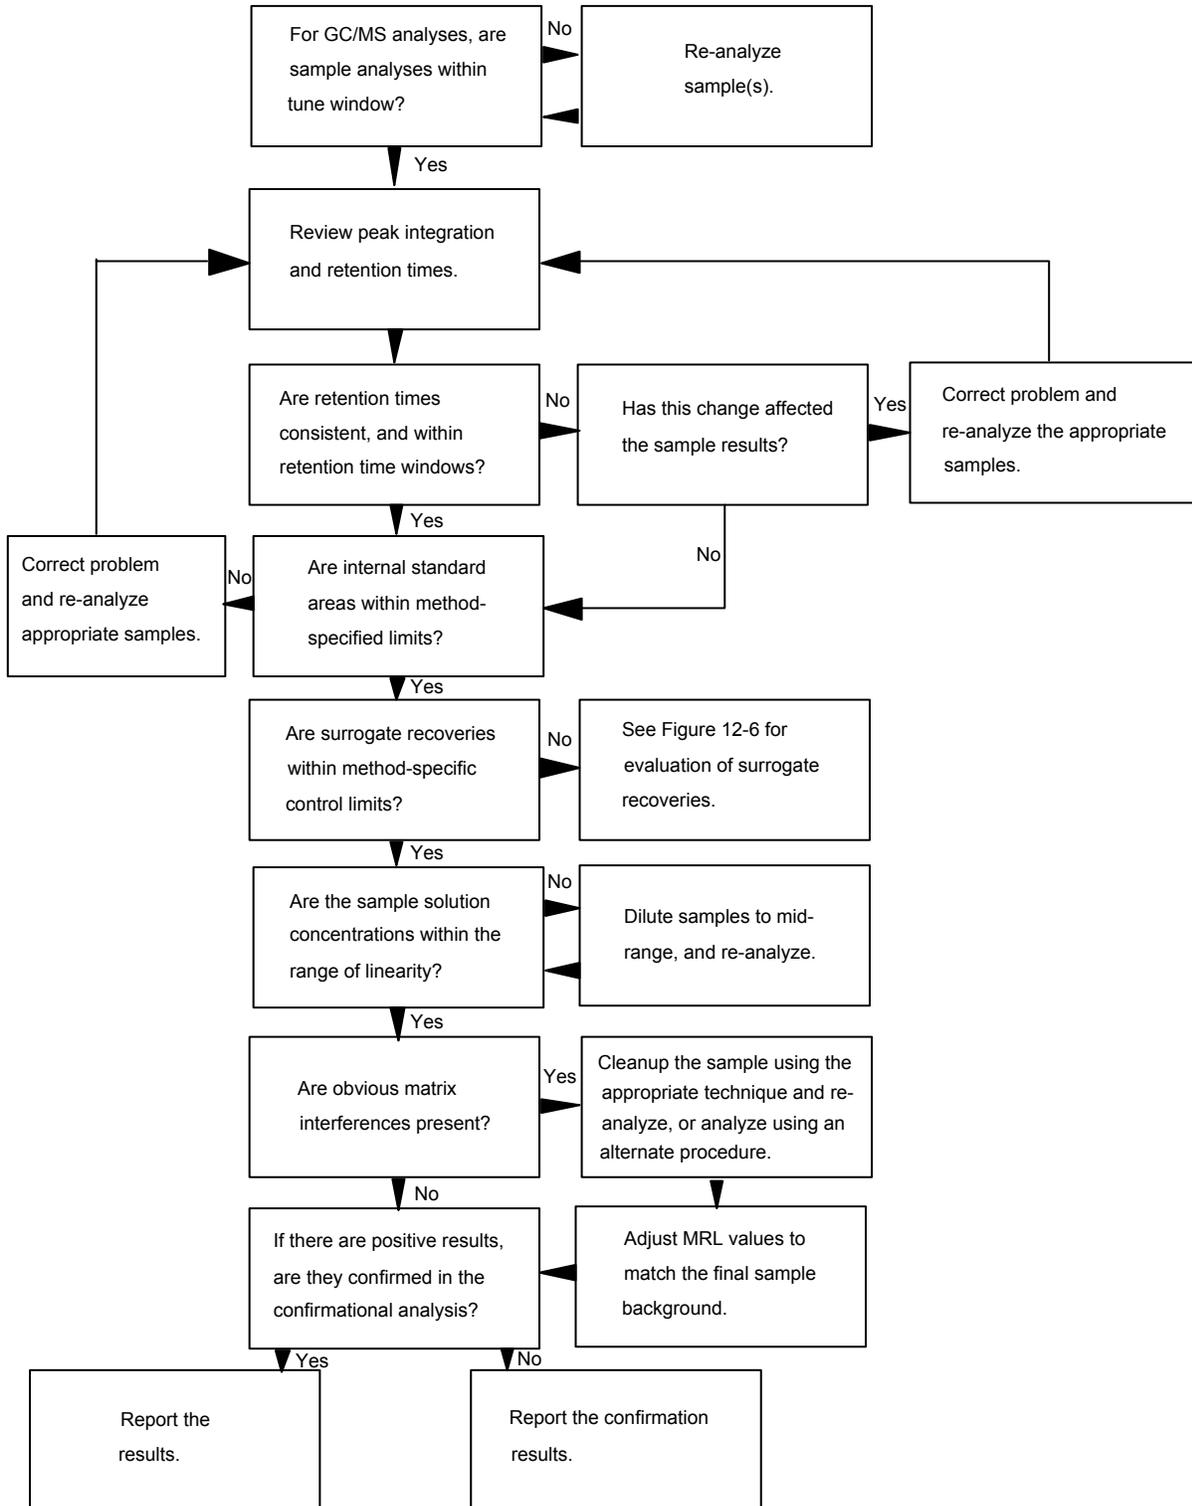 For GC/MS analyses, are
sample analyses within
tune window?
No
Re-analyze
sample(s).
Yes
Review peak integration
and retention times.
Are retention times
consistent, and within
retention time windows?
No
Has this change affected
the sample results?
Yes
Correct problem and
re-analyze the appropriate
samples.
Yes
No
Correct problem
and re-analyze
appropriate samples.
No
Are internal standard
areas within method-
specified limits?
Yes
Are surrogate recoveries
within method-specific
control limits?
No
See Figure 12-6 for
evaluation of surrogate
recoveries.
Yes
Are the sample solution
concentrations within the
range of linearity?
No
Dilute samples to mid-
range, and re-analyze.
Yes
Are obvious matrix
interferences present?
Yes
Cleanup the sample using the
appropriate technique and re-
analyze, or analyze using an
alternate procedure.
No
If there are positive results,
are they confirmed in the
confirmational analysis?
Adjust MRL values to
match the final sample
background.
Yes
No
Report the
results.
Report the confirmation
results.